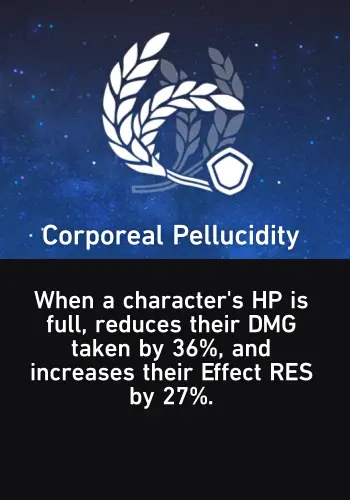 Corporeal Pellucidity
When a character's HP is
full, reduces their DMG
taken by 36%, and
increases their Effect RES
by 27%.